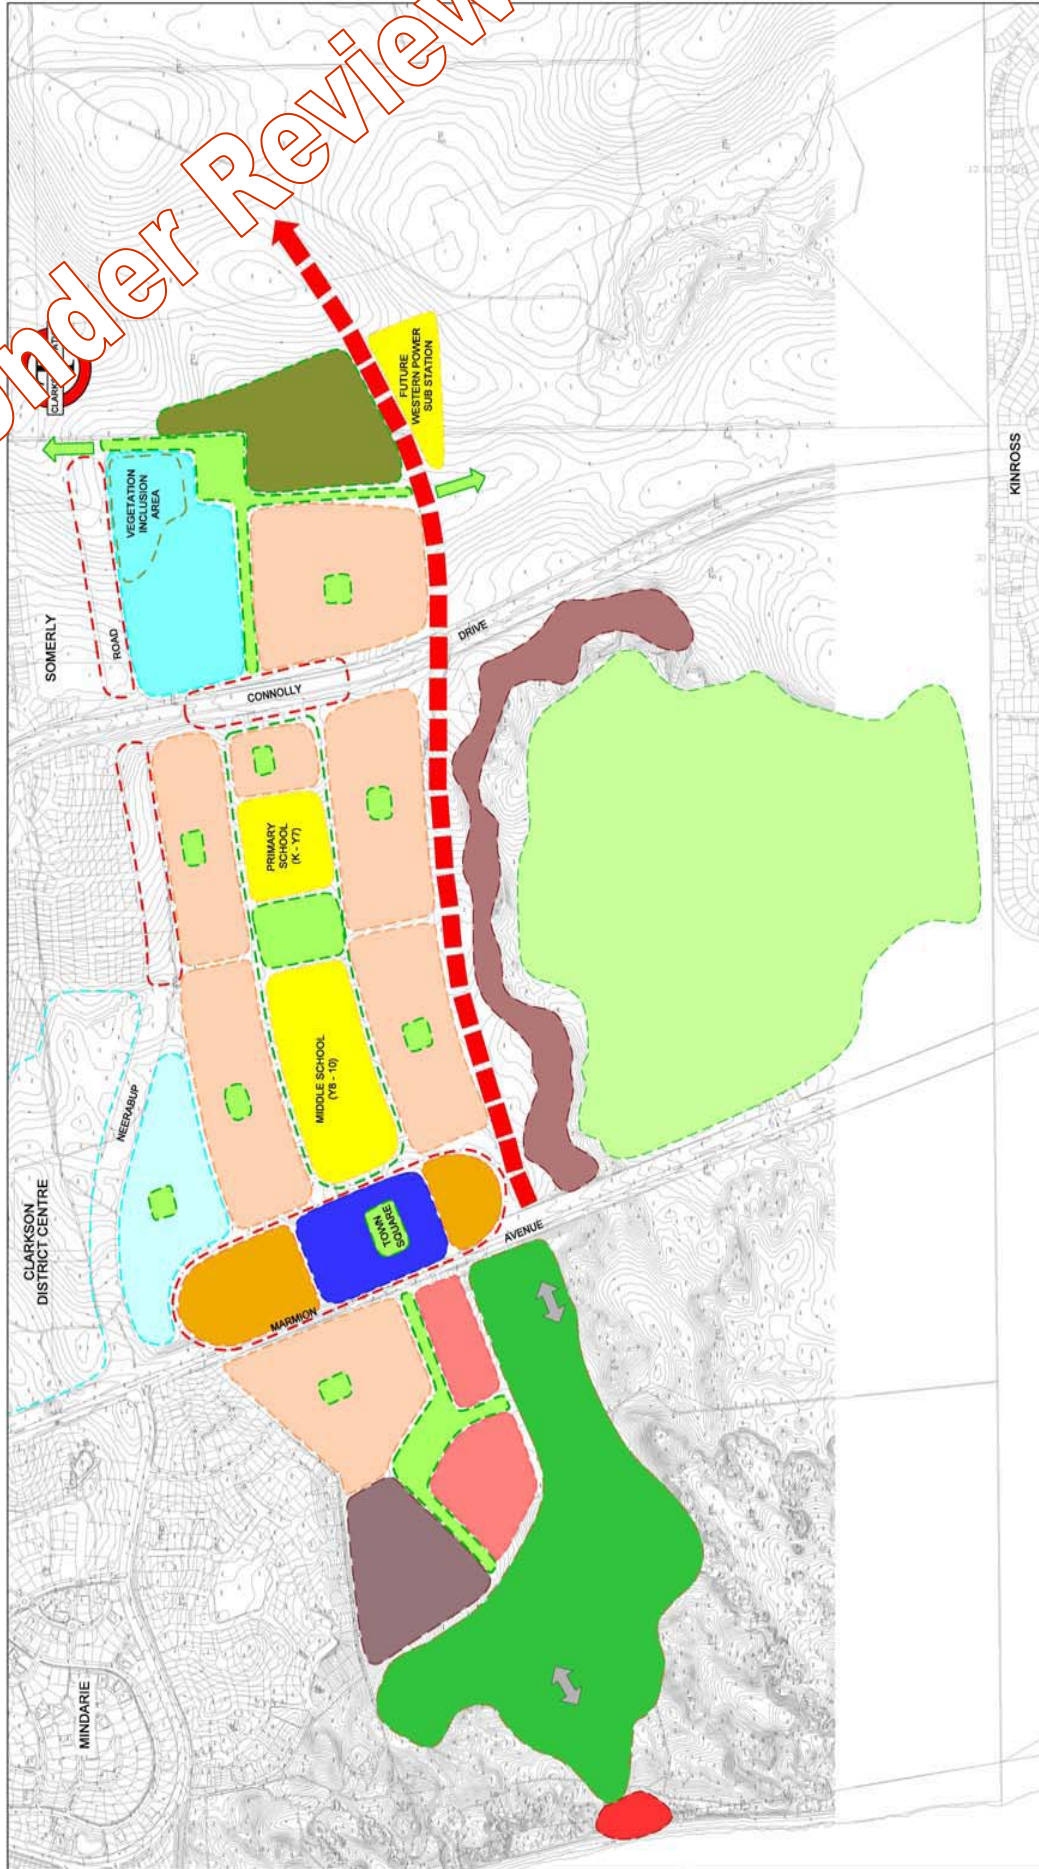 Under Review
CLARKSON
FUTURE
WESTERN POWER
SUB STATION
VEGETATION
INCLUSION
AREA
KINROSS
SOMERLY
ROAD
DRIVE
CONNOLLY
PRIMARY
SCHOOL
(K - Y7)
MIDDLE SCHOOL
(Y8 - 10)
NEERABUP
CLARKSON
DISTRICT CENTRE
TOWN
SQUARE
AVENUE
MARMION
MINDARIE